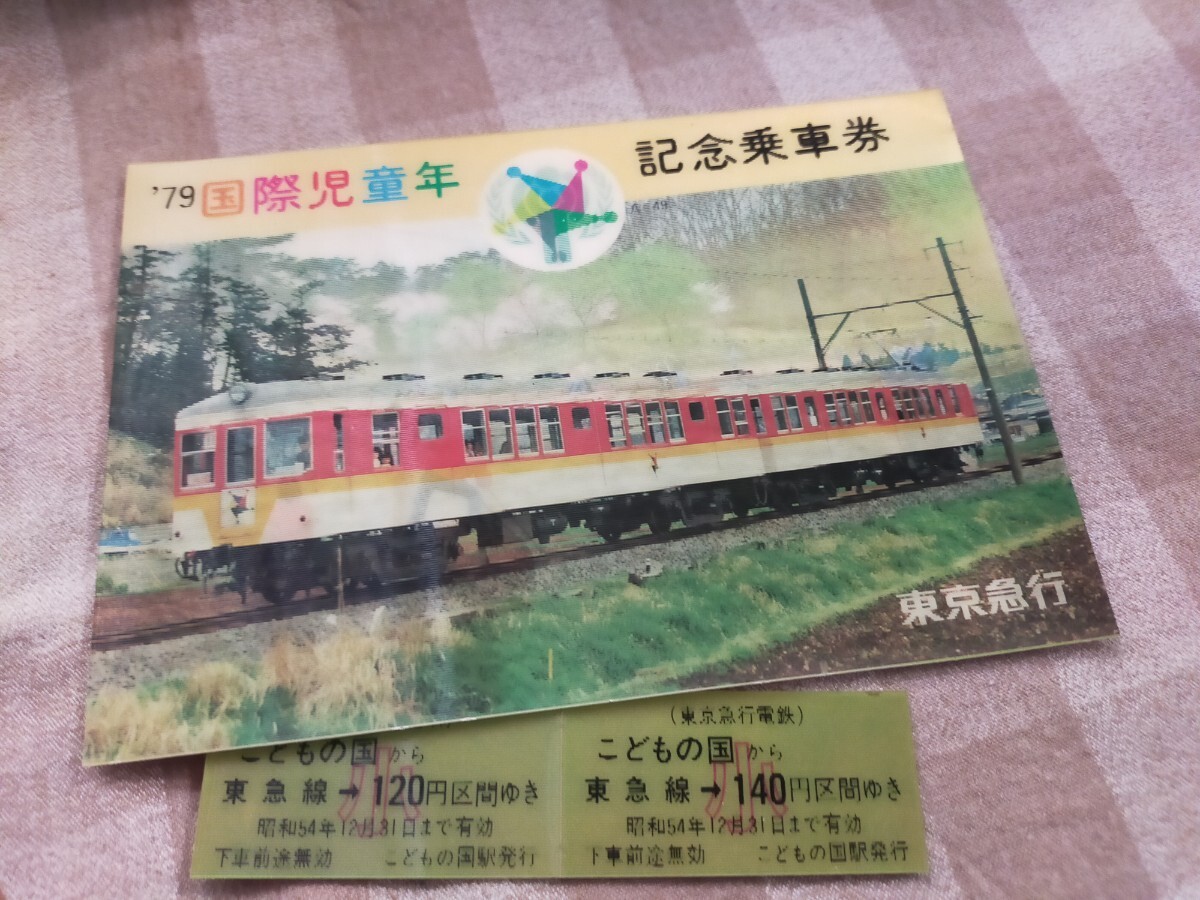 '79 国際児童年
記念乗車券
東京急行
こどもの国から
東急線→120円区間ゆき
小
昭和54年12月31日まで有効
下車前途無効 こどもの国駅発行
(東京急行電鉄)
こどもの国から
東急線→140円区間ゆき
小
昭和54年12月31日まで有効
下車前途無効 こどもの国駅発行